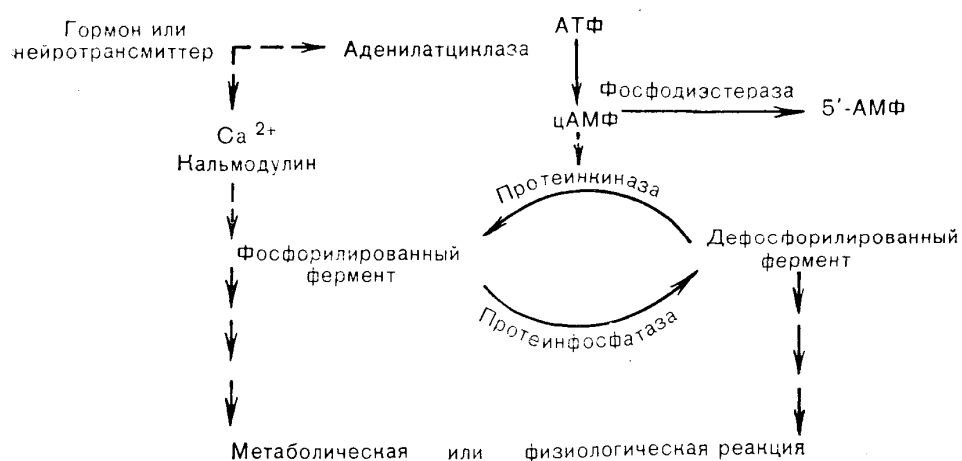 Гормон или
нейротрансмиттер
Аденилатциклаза
АТФ
Фосфодиэстераза
цАМФ
5′-АМФ
Ca 2+
Кальмодулин
Протеинкиназа
Фосфорилированный
фермент
Дефосфорилированный
фермент
Протеинфосфатаза
Метаболическая или физиологическая реакция